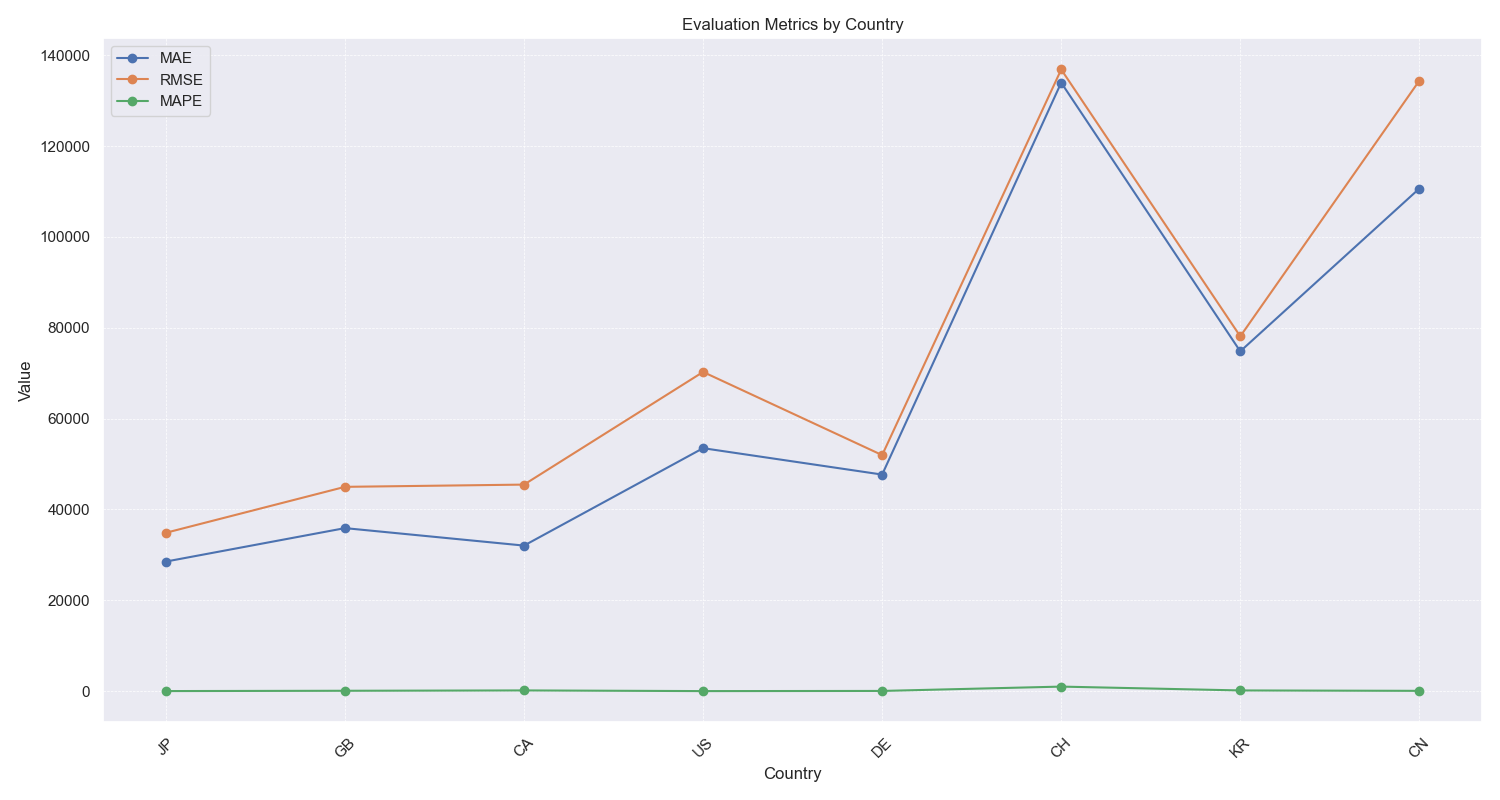 Evaluation Metrics by Country
MAE
RMSE
MAPE
Value
140000
120000
100000
80000
60000
40000
20000
0
JP
GB
CA
US
DE
CH
KR
CN
Country